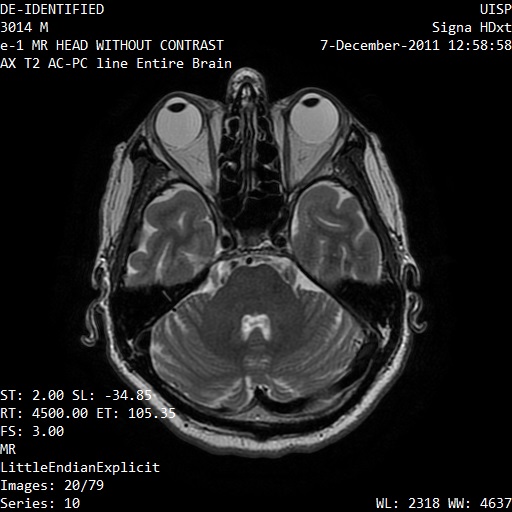 DE-IDENTIFIED
3014 M
e-1 MR HEAD WITHOUT CONTRAST
AX T2 AC-PC line Entire Brain
UISP
Signa HDxt
7-December-2011 12:58:58
ST: 2.00 SL: -34.85
RT: 4500.00 ET: 105.35
FS: 3.00
MR
LittleEndianExplicit
Images: 20/79
Series: 10
WL: 2318 WW: 4637